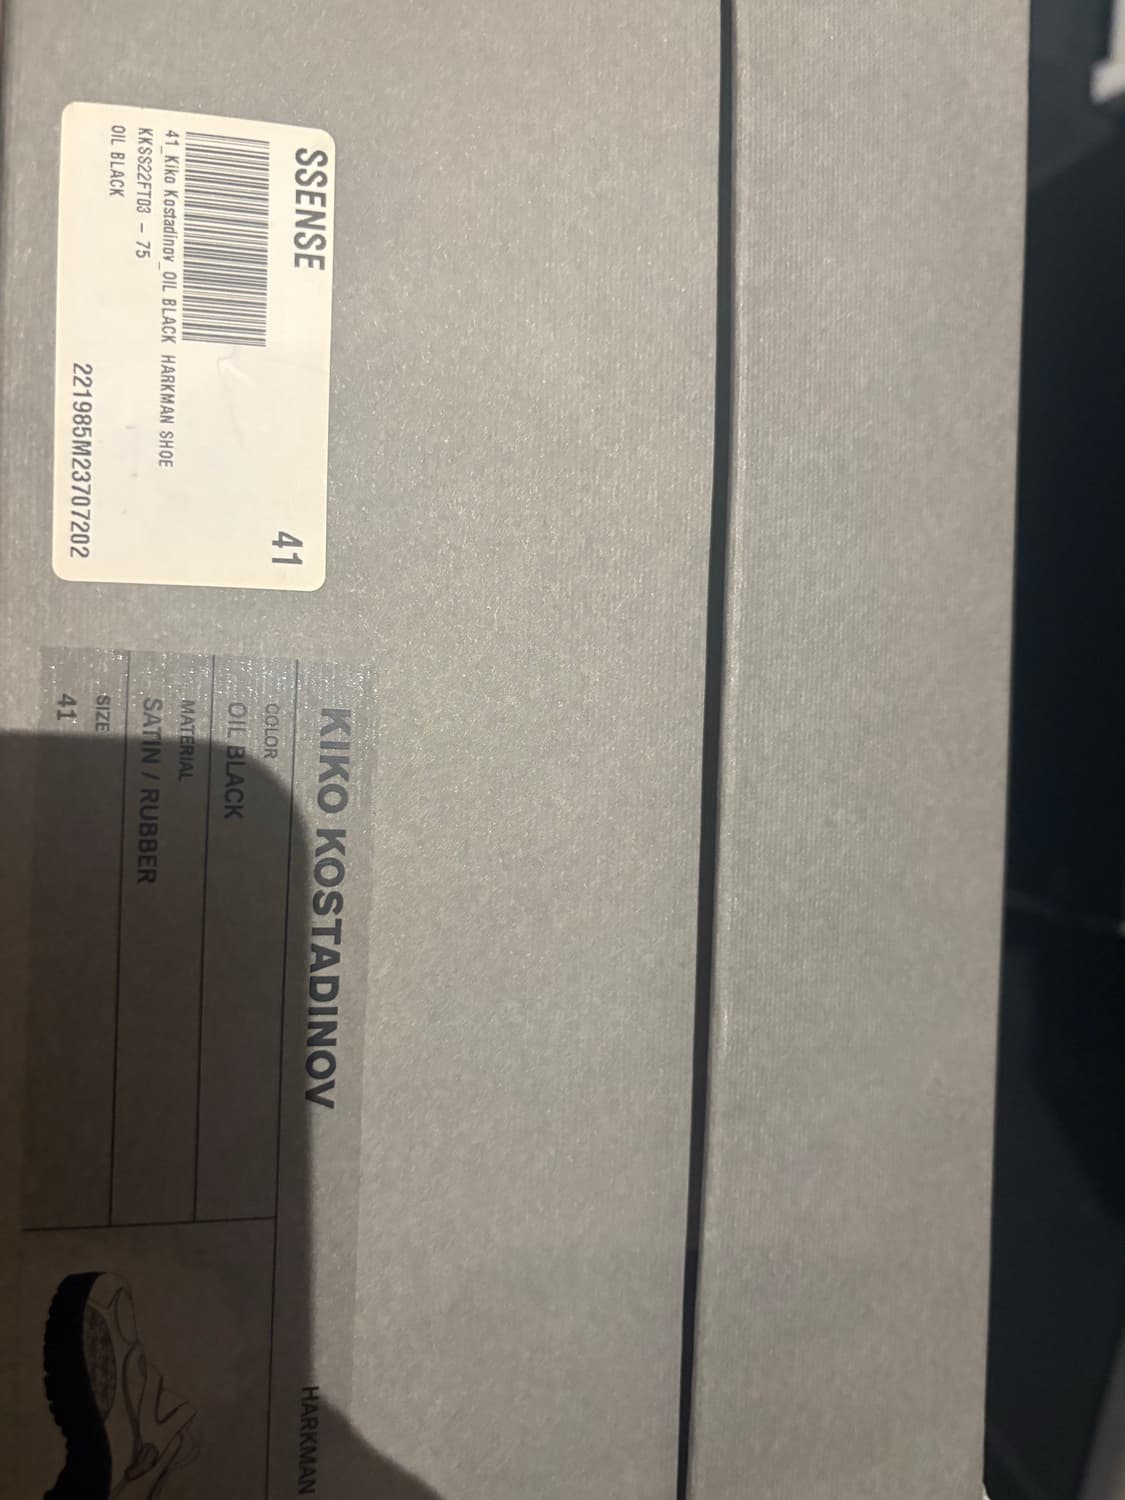 SSENSE
41
41_Kiko Kostadinov_OIL BLACK HARKMAN SHOE
KKSS22FT03 - 75
OIL BLACK
221985M23707202
KIKO KOSTADINOV
HARKMAN
COLOR
OIL BLACK
MATERIAL
SATIN / RUBBER
SIZE
41